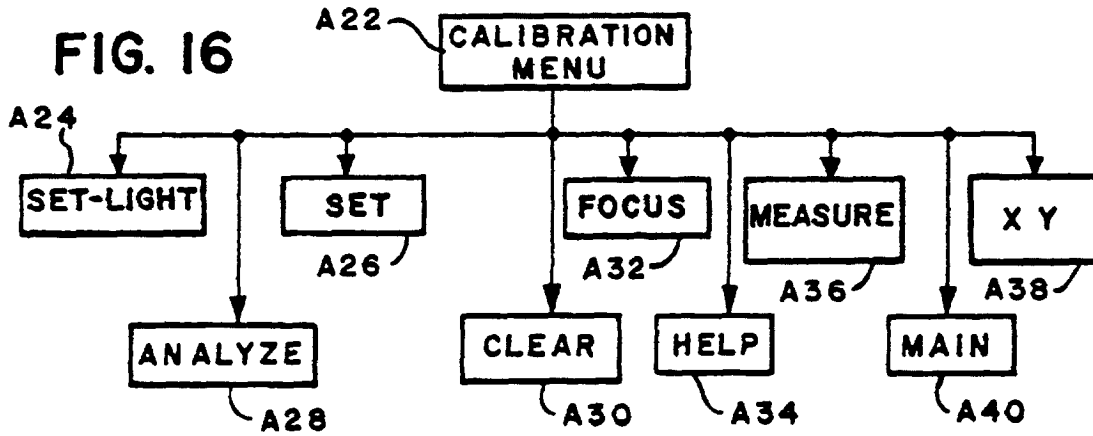 FIG. 16
A22
CALIBRATION
MENU
A24
SET-LIGHT
SET
A26
FOCUS
A32
MEASURE
A36
X Y
A38
ANALYZE
A28
CLEAR
A30
HELP
A34
MAIN
A40